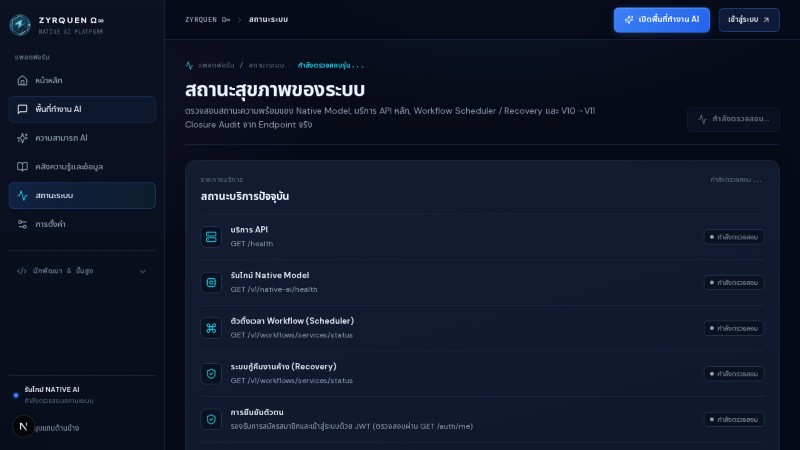 ZYRQUEN Ω∞
NATIVE AI PLATFORM
แพลตฟอร์ม
หน้าหลัก
พื้นที่ทำงาน AI
ความสามารถ AI
คลังความรู้และข้อมูล
สถานะระบบ
การตั้งค่า
</> นักพัฒนา & ขั้นสูง
รันไทม์ NATIVE AI
กำลังตรวจสอบสถานะระบบ
N
ยุบแถบด้านข้าง
ZYRQUEN Ω∞ > สถานะระบบ
เปิดพื้นที่ทำงาน AI
เข้าสู่ระบบ
แพลตฟอร์ม / สถานะระบบ · กำลังตรวจสอบรุ่น...
สถานะสุขภาพของระบบ
ตรวจสอบสถานะความพร้อมของ Native Model, บริการ API หลัก, Workflow Scheduler / Recovery และ V10→V11
Closure Audit จาก Endpoint จริง
กำลังตรวจสอบ...
รายการบริการ
กำลังตรวจสอบ ...
สถานะบริการปัจจุบัน
บริการ API
GET /health
กำลังตรวจสอบ
รันไทม์ Native Model
GET /v1/native-ai/health
กำลังตรวจสอบ
ตัวตั้งเวลา Workflow (Scheduler)
GET /v1/workflows/services/status
กำลังตรวจสอบ
ระบบกู้คืนงานค้าง (Recovery)
GET /v1/workflows/services/status
กำลังตรวจสอบ
การยืนยันตัวตน
รองรับการสมัครสมาชิกและเข้าสู่ระบบด้วย JWT (ตรวจสอบผ่าน GET /auth/me)
กำลังตรวจสอบ